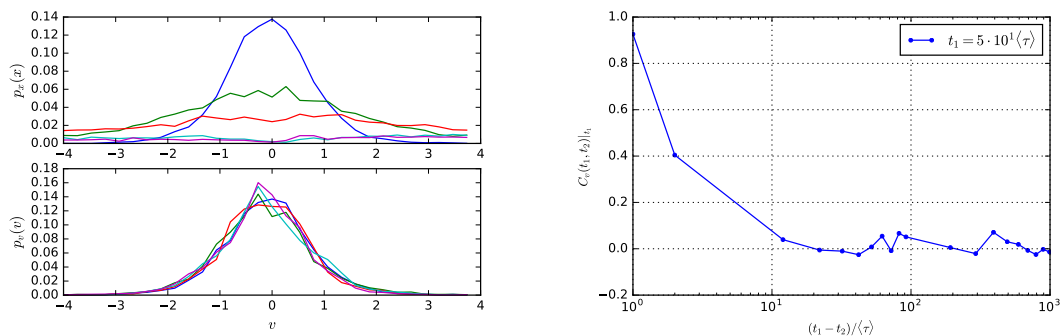 0.14
0.12
0.10
0.08
0.06
0.04
0.02
0.00
p_x(x)
−4 −3 −2 −1 0 1 2 3 4
0.18
0.16
0.14
0.12
0.10
0.08
0.06
0.04
0.02
0.00
p_v(v)
−4 −3 −2 −1 0 1 2 3 4
v
1.0
0.8
0.6
0.4
0.2
0.0
−0.2
C_v(t_1, t_2)|_{t_1}
t_1 = 5 · 10^1⟨τ⟩
10^0 10^1 10^2 10^3
(t_1 − t_2)/⟨τ⟩